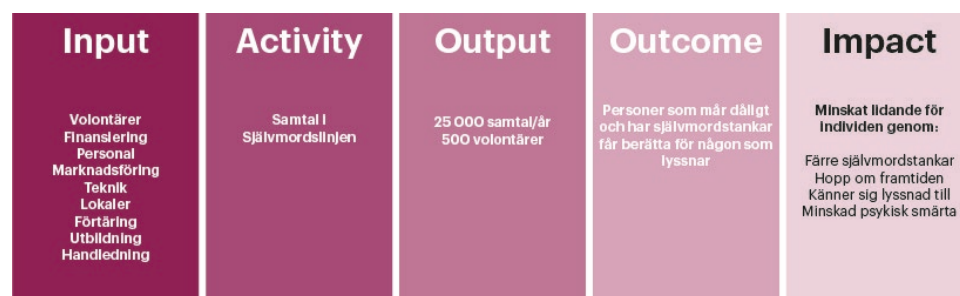 Input
Volontärer
Finansiering
Personal
Marknadsföring
Teknik
Lokaler
Förtäring
Utbildning
Handledning
Activity
Samtal i
Självmordslinjen
Output
25 000 samtal/år
500 volontärer
Outcome
Personer som mår dåligt
och har självmordstankar
får berätta för någon som
lyssnar
Impact
Minskat lidande för
individen genom:
Färre självmordstankar
Hopp om framtiden
Känner sig lyssnad till
Minskad psykisk smärta